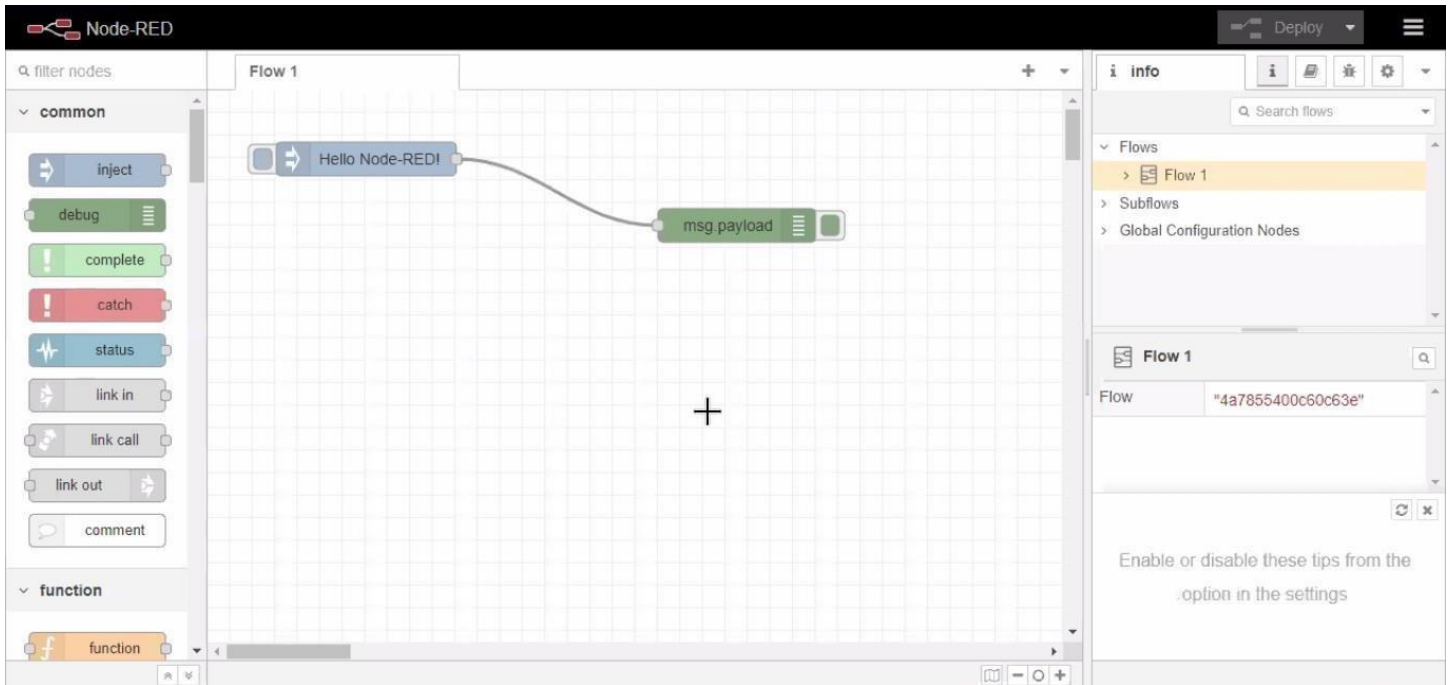 Node-RED
Deploy
filter nodes
Flow 1
i info
i
common
Search flows
inject
Hello Node-RED!
Flows
Flow 1
debug
msg.payload
Subflows
Global Configuration Nodes
complete
catch
status
Flow 1
link in
Flow "4a7855400c60c63e"
link call
link out
comment
Enable or disable these tips from the
.option in the settings
function
function